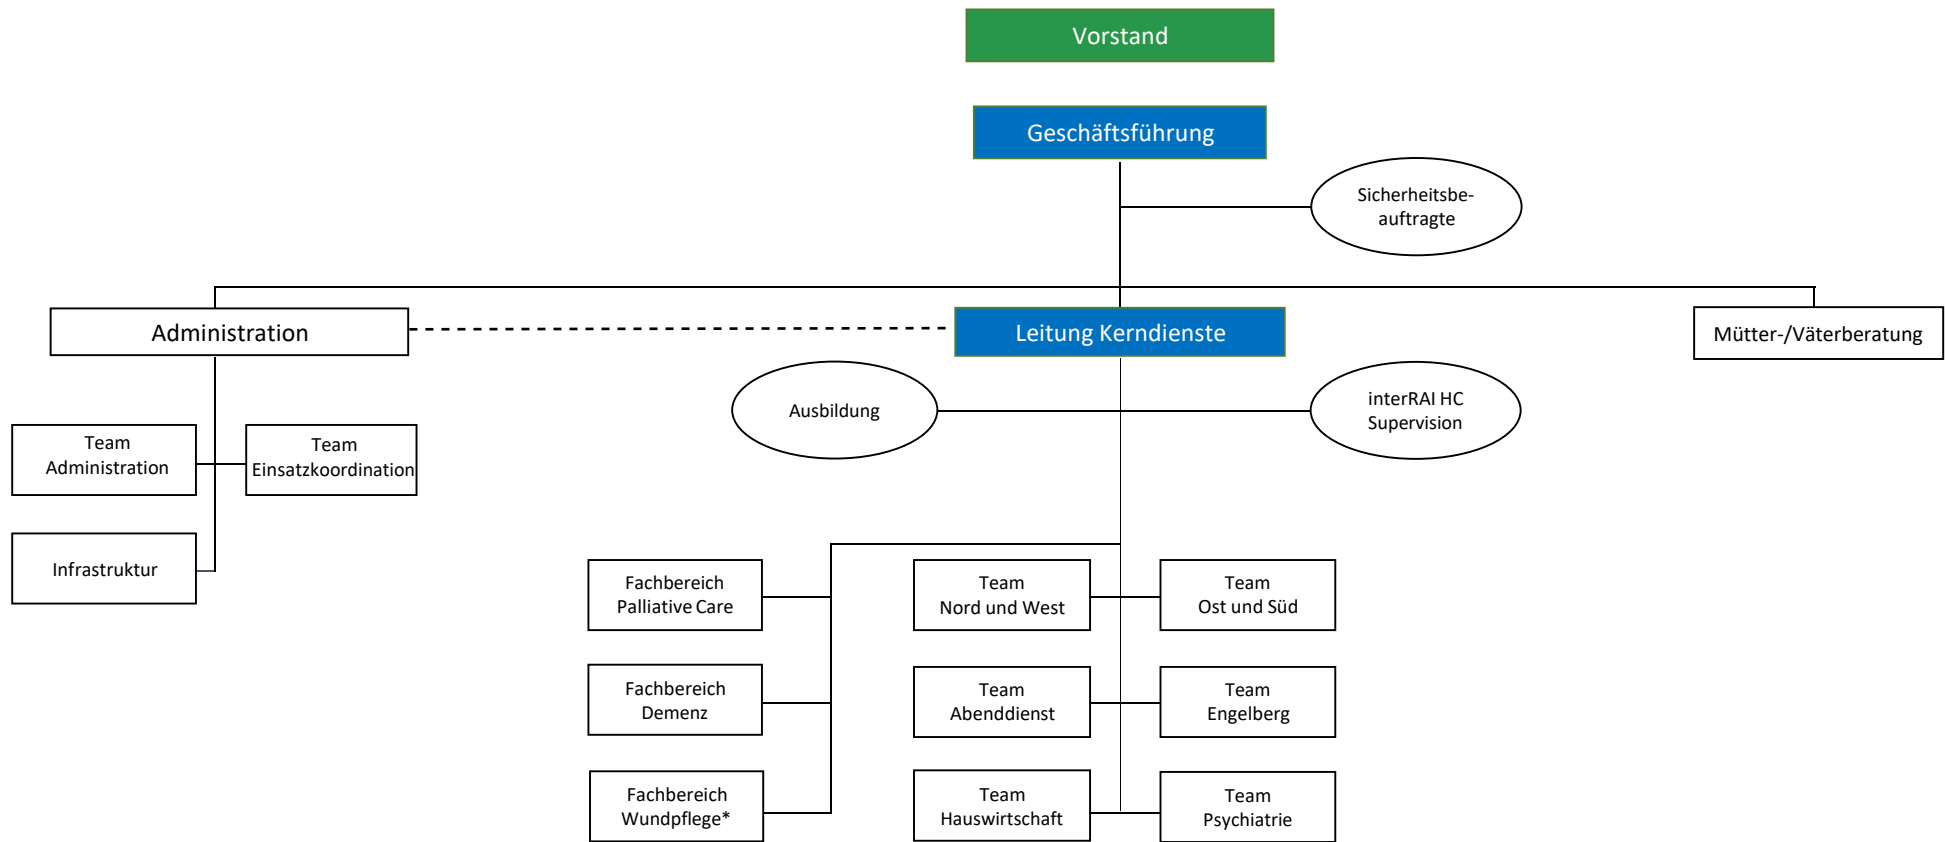 Vorstand
Geschäftsführung
Sicherheitsbe-
auftragte
Administration
Leitung Kerndienste
Mütter-/Väterberatung
Ausbildung
interRAI HC
Supervision
Team
Administration
Team
Einsatzkoordination
Infrastruktur
Fachbereich
Palliative Care
Team
Nord und West
Team
Ost und Süd
Fachbereich
Demenz
Team
Abenddienst
Team
Engelberg
Fachbereich
Wundpflege*
Team
Hauswirtschaft
Team
Psychiatrie